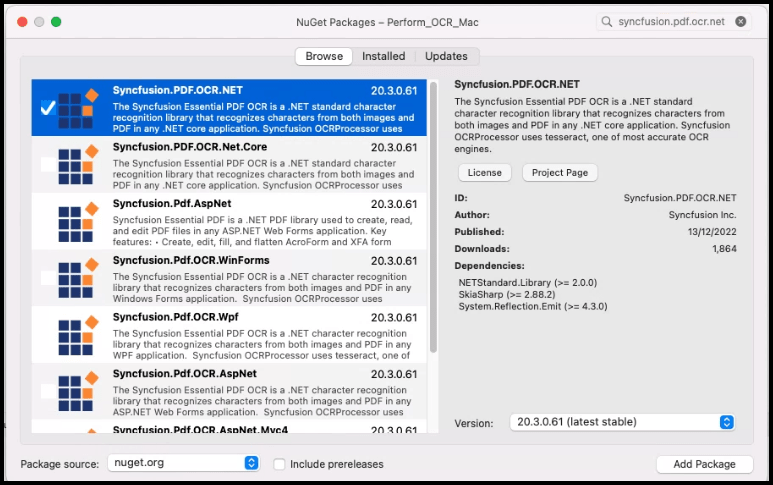 NuGet Packages – Perform_OCR_Mac
syncfusion.pdf.ocr.net
Browse
Installed
Updates
Syncfusion.PDF.OCR.NET 20.3.0.61
The Syncfusion Essential PDF OCR is a .NET standard character
recognition library that recognizes characters from both images and
PDF in any .NET core application. Syncfusion OCRProcessor uses
Syncfusion.PDF.OCR.Net.Core 20.3.0.61
The Syncfusion Essential PDF OCR is a .NET standard character
recognition library that recognizes characters from both images and
PDF in any .NET core application. Syncfusion OCRProcessor uses
Syncfusion.Pdf.AspNet 20.3.0.61
Syncfusion Essential PDF is a .NET PDF library used to create, read,
and edit PDF files in any ASP.NET Web Forms application. Key
features: • Create, edit, fill, and flatten AcroForm and XFA form
Syncfusion.Pdf.OCR.WinForms 20.3.0.61
The Syncfusion Essential PDF OCR is a .NET character recognition
library that recognizes characters from both images and PDF in any
Windows Forms application. Syncfusion OCRProcessor uses
Syncfusion.Pdf.OCR.Wpf 20.3.0.61
The Syncfusion Essential PDF OCR is a .NET character recognition
library that recognizes characters from both images and PDF in any
WPF application. Syncfusion OCRProcessor uses tesseract, one of
Syncfusion.Pdf.OCR.AspNet 20.3.0.61
The Syncfusion Essential PDF OCR is a .NET character recognition
library that recognizes characters from both images and PDF in any
ASP.NET Web Forms application. Syncfusion OCRProcessor uses
Syncfusion.Pdf.OCR.AspNet.Mvc4 20.3.0.61
Syncfusion.PDF.OCR.NET
The Syncfusion Essential PDF OCR is a .NET standard
character recognition library that recognizes characters from
both images and PDF in any .NET core application. Syncfusion
OCRProcessor uses tesseract, one of most accurate OCR
engines.
License
Project Page
ID: Syncfusion.PDF.OCR.NET
Author: Syncfusion Inc.
Published: 13/12/2022
Downloads: 1,864
Dependencies:
NETStandard.Library (>= 2.0.0)
SkiaSharp (>= 2.88.2)
System.Reflection.Emit (>= 4.3.0)
Version: 20.3.0.61 (latest stable)
Package source: nuget.org
Include prereleases
Add Package